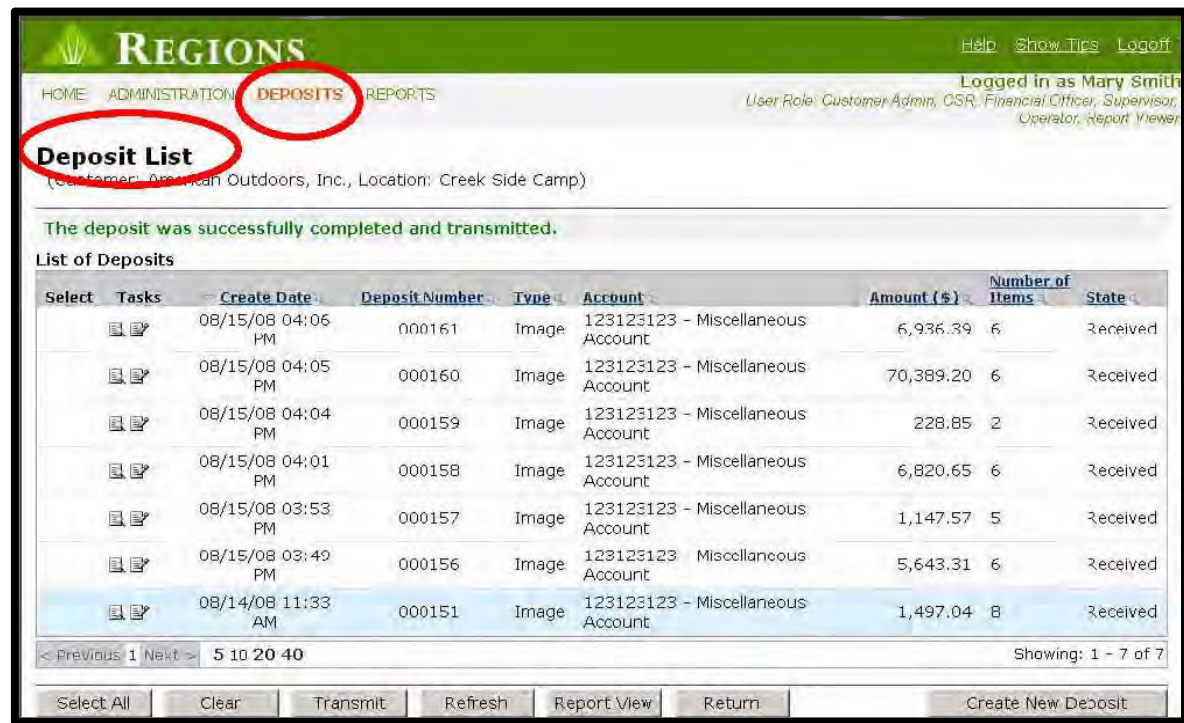 REGIONS
Help Show Tips Logoff
HOME ADMINISTRATION DEPOSITS REPORTS
Logged in as Mary Smith
User Role: Customer Admin, CSR, Financial Officer, Supervisor,
Operator, Report Viewer
Deposit List
(Customer: American Outdoors, Inc., Location: Creek Side Camp)
The deposit was successfully completed and transmitted.
List of Deposits
Select Tasks Create Date Deposit Number Type Account Amount ($) Number of Items State
08/15/08 04:06 PM 000161 Image 123123123 - Miscellaneous Account 6,936.39 6 Received
08/15/08 04:05 PM 000160 Image 123123123 - Miscellaneous Account 70,389.20 6 Received
08/15/08 04:04 PM 000159 Image 123123123 - Miscellaneous Account 228.85 2 Received
08/15/08 04:01 PM 000158 Image 123123123 - Miscellaneous Account 6,820.65 6 Received
08/15/08 03:53 PM 000157 Image 123123123 - Miscellaneous Account 1,147.57 5 Received
08/15/08 03:49 PM 000156 Image 123123123 - Miscellaneous Account 5,643.31 6 Received
08/14/08 11:33 AM 000151 Image 123123123 - Miscellaneous Account 1,497.04 8 Received
< Previous 1 Next > 5 10 20 40 Showing: 1 - 7 of 7
Select All Clear Transmit Refresh Report View Return Create New Deposit